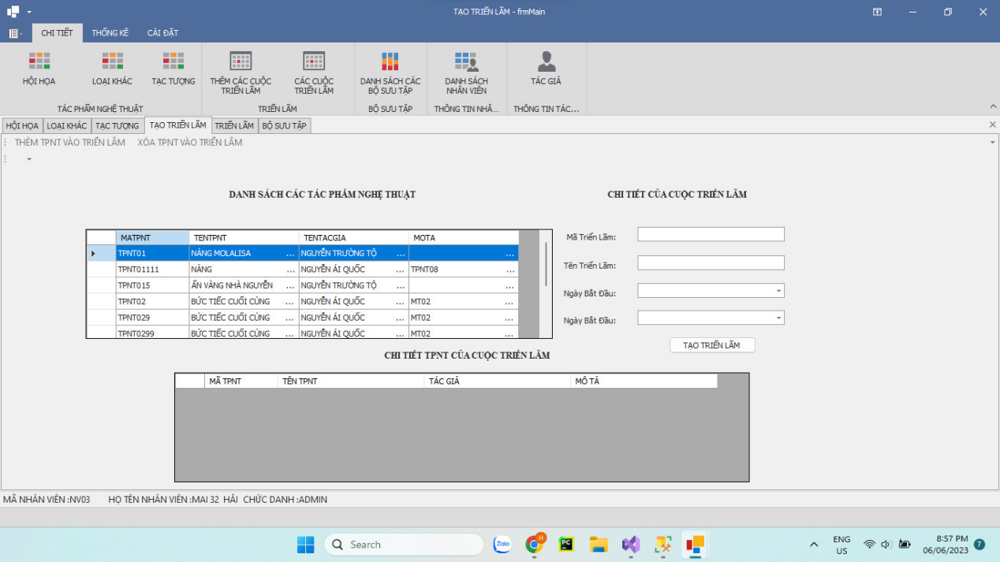 TẠO TRIỂN LÃM - frmMain
CHI TIẾT THỐNG KÊ CÀI ĐẶT
HỘI HỌA LOẠI KHÁC TẠC TƯỢNG THÊM CÁC CUỘC TRIỂN LÃM CÁC CUỘC TRIỂN LÃM DANH SÁCH CÁC BỘ SƯU TẬP DANH SÁCH NHÂN VIÊN TÁC GIẢ
TÁC PHẨM NGHỆ THUẬT TRIỂN LÃM BỘ SƯU TẬP THÔNG TIN NHÂ... THÔNG TIN TÁC...
HỘI HỌA LOẠI KHÁC TẠC TƯỢNG TẠO TRIỂN LÃM TRIỂN LÃM BỘ SƯU TẬP
THÊM TPNT VÀO TRIỂN LÃM XÓA TPNT VÀO TRIỂN LÃM
DANH SÁCH CÁC TÁC PHẨM NGHỆ THUẬT
MATPNT TENTPNT TENTACGIA MOTA
TPNT01 NÀNG MOLALISA ... NGUYỄN TRƯỜNG TỘ ... ...
TPNT01111 NÀNG ... NGUYỄN ÁI QUỐC ... TPNT08 ...
TPNT015 ẤN VÀNG NHÀ NGUYỄN ... NGUYỄN TRƯỜNG TỘ ... ...
TPNT02 BỨC TIẾC CUỐI CÙNG ... NGUYỄN ÁI QUỐC ... MT02 ...
TPNT029 BỨC TIẾC CUỐI CÙNG ... NGUYỄN ÁI QUỐC ... MT02 ...
TPNT0299 BỨC TIẾC CUỐI CÙNG ... NGUYỄN ÁI QUỐC ... MT02 ...
CHI TIẾT CỦA CUỘC TRIỂN LÃM
Mã Triển Lãm:
Tên Triển Lãm:
Ngày Bắt Đầu:
Ngày Bắt Đầu:
TẠO TRIỂN LÃM
CHI TIẾT TPNT CỦA CUỘC TRIỂN LÃM
MÃ TPNT TÊN TPNT TÁC GIẢ MÔ TẢ
MÃ NHÂN VIÊN :NV03 HỌ TÊN NHÂN VIÊN :MAI 32 HẢI CHỨC DANH :ADMIN
Search
Zalo
H
PC
ENG
US
8:57 PM
06/06/2023
7